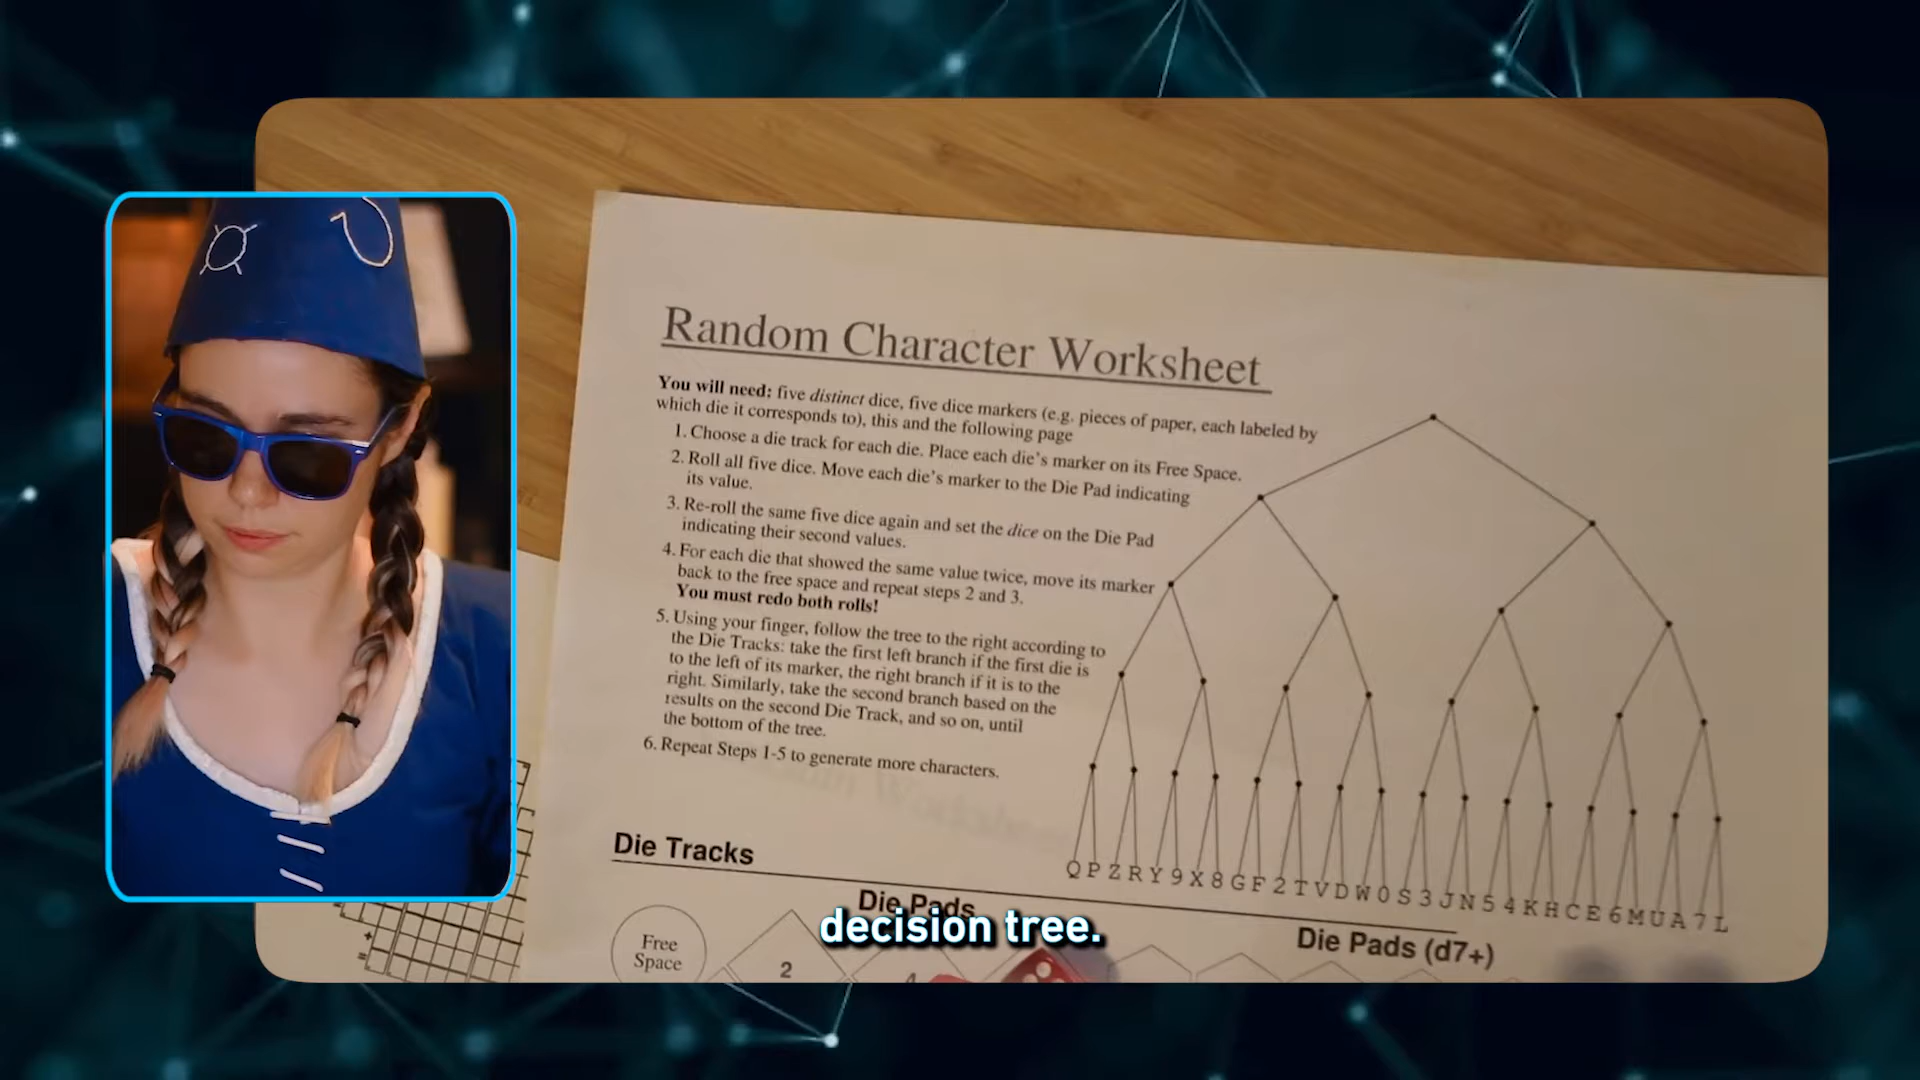 Random Character Worksheet
You will need: five distinct dice, five dice markers (e.g. pieces of paper, each labeled by
which die it corresponds to), this and the following page
1. Choose a die track for each die. Place each die's marker on its Free Space.
2. Roll all five dice. Move each die's marker to the Die Pad indicating
its value.
3. Re-roll the same five dice again and set the dice on the Die Pad
indicating their second values.
4. For each die that showed the same value twice, move its marker
back to the free space and repeat steps 2 and 3.
You must redo both rolls!
5. Using your finger, follow the tree to the right according to
the Die Tracks: take the first left branch if the first die is
to the left of its marker, the right branch if it is to the
right. Similarly, take the second branch based on the
results on the second Die Track, and so on, until
the bottom of the tree.
6. Repeat Steps 1-5 to generate more characters.
Q P Z R Y 9 X 8 G F 2 T V D W 0 S 3 J N 5 4 K H C E 6 M U A 7 L
Die Tracks
Die Pads
Die Pads (d7+)
Free
Space
2
4
decision tree.